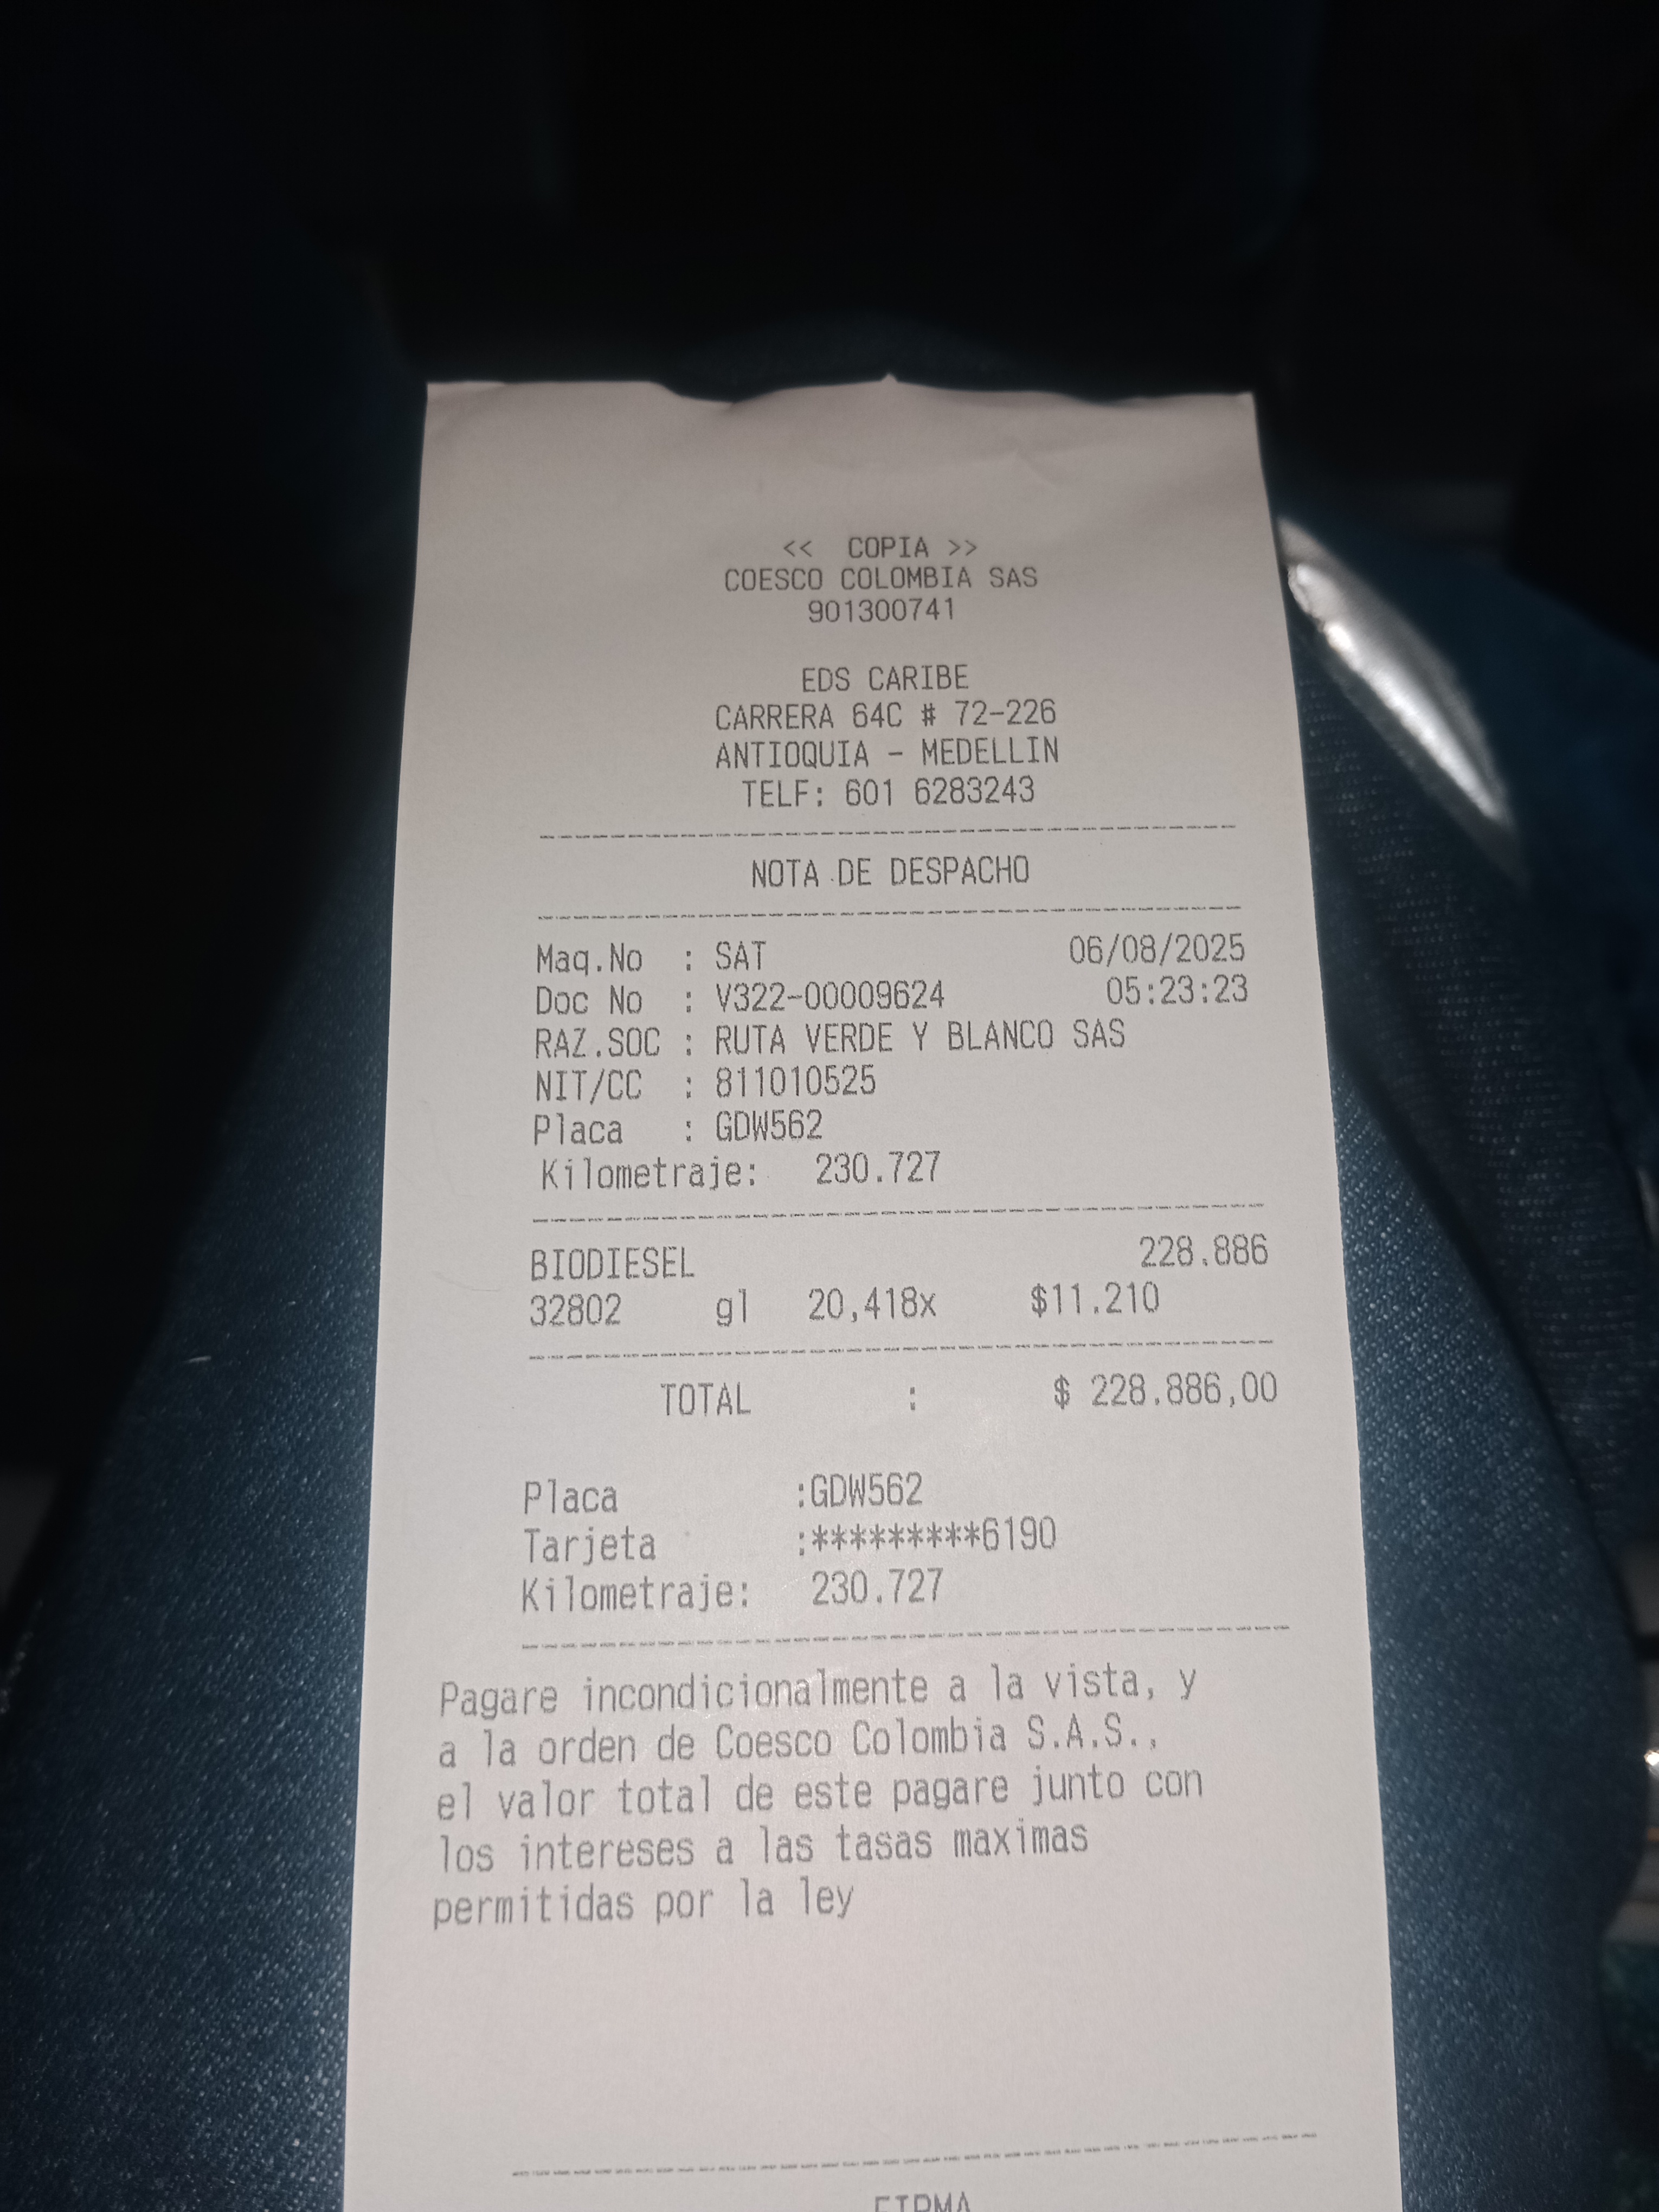 << COPIA >>
COESCO COLOMBIA SAS
901300741
EDS CARIBE
CARRERA 64C # 72-226
ANTIOQUIA - MEDELLIN
TELF: 601 6283243
NOTA DE DESPACHO
Maq.No : SAT 06/08/2025
Doc No : V322-00009624 05:23:23
RAZ.SOC : RUTA VERDE Y BLANCO SAS
NIT/CC : 811010525
Placa : GDW562
Kilometraje: 230.727
BIODIESEL 228.886
32802 gl 20,418x $11.210
TOTAL : $ 228.886,00
Placa :GDW562
Tarjeta :*********6190
Kilometraje: 230.727
Pagare incondicionalmente a la vista, y
a la orden de Coesco Colombia S.A.S.,
el valor total de este pagare junto con
los intereses a las tasas maximas
permitidas por la ley
FIRMA